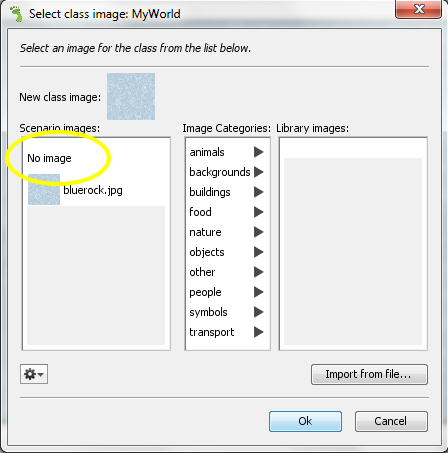 Select class image: MyWorld
Select an image for the class from the list below.
New class image:
Scenario images:
Image Categories:
Library images:
No image
bluerock.jpg
animals
backgrounds
buildings
food
nature
objects
other
people
symbols
transport
Import from file...
Ok
Cancel